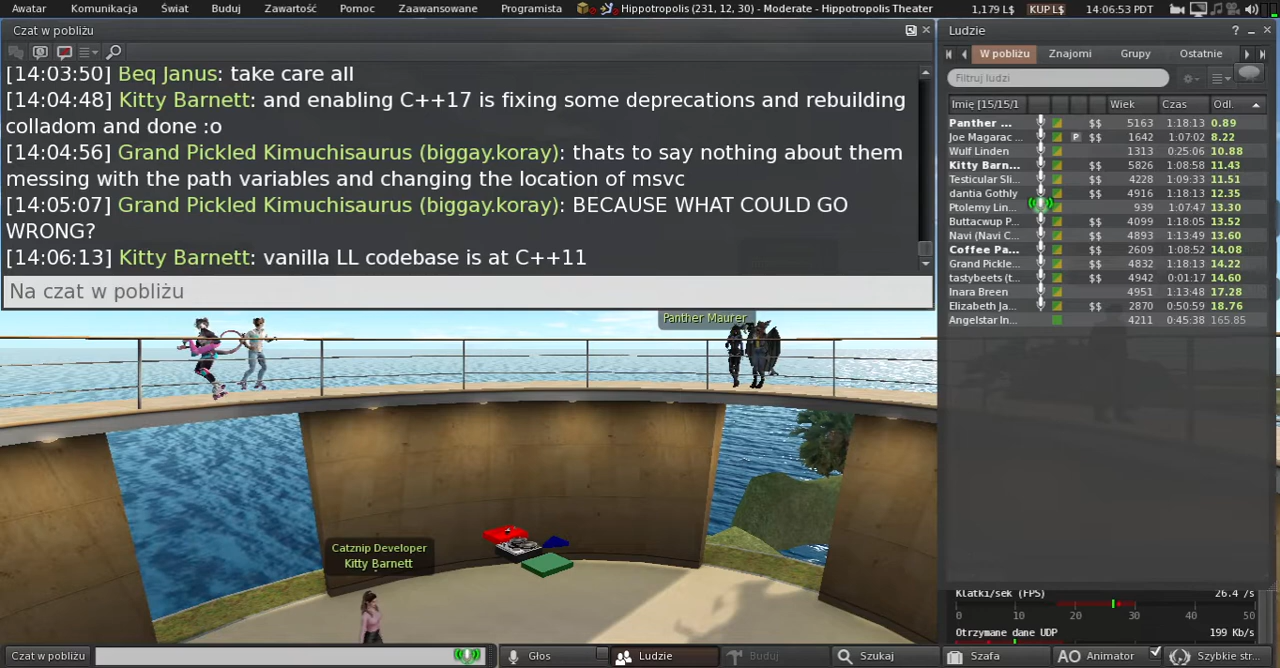 Awatar Komunikacja Świat Buduj Zawartość Pomoc Zaawansowane Programista Hippotropolis (231, 12, 30) - Moderate - Hippotropolis Theater 1,179 L$ KUP L$ 14:06:53 PDT
Czat w pobliżu
[14:03:50] Beq Janus: take care all
[14:04:48] Kitty Barnett: and enabling C++17 is fixing some deprecations and rebuilding
colladom and done :o
[14:04:56] Grand Pickled Kimuchisaurus (biggay.koray): thats to say nothing about them
messing with the path variables and changing the location of msvc
[14:05:07] Grand Pickled Kimuchisaurus (biggay.koray): BECAUSE WHAT COULD GO
WRONG?
[14:06:13] Kitty Barnett: vanilla LL codebase is at C++11
Na czat w pobliżu
Ludzie ?
W pobliżu Znajomi Grupy Ostatnie
Filtruj ludzi
Imię [15/15/1 Wiek Czas Odl.
Panther ... $$ 5163 1:18:13 0.89
Joe Magarac ... P $$ 1642 1:07:02 8.22
Wulf Linden 1313 0:25:06 10.88
Kitty Barn... $$ 5826 1:08:58 11.43
Testicular Sli... $$ 4228 1:09:33 11.51
dantia Gothly $$ 4916 1:18:13 12.35
Ptolemy Lin... 939 1:07:47 13.30
Buttacwup P... $$ 4099 1:18:05 13.52
Navi (Navi C... $$ 4893 1:13:49 13.60
Coffee Pa... $$ 2609 1:08:52 14.08
Grand Pickle... $$ 4832 1:18:13 14.22
tastybeets (t... $$ 4942 0:01:17 14.60
Inara Breen 4951 1:13:48 17.28
Elizabeth Ja... $$ 2870 0:50:59 18.76
Angelstar In... 4211 0:45:38 165.85
Panther Maurer
Catznip Developer
Kitty Barnett
Klatki/sek (FPS) 26.4 /s
0 10 20 30 40 50
Otrzymane dane UDP 199 Kb/s
Czat w pobliżu Głos Ludzie Buduj Szukaj Szafa AO Animator Szybkie str...